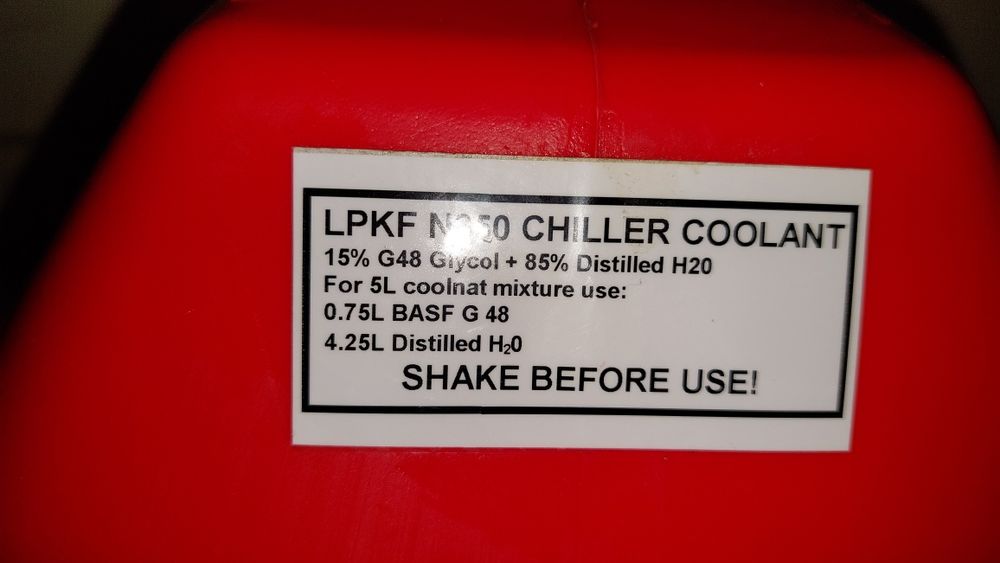 LPKF CHILLER COOLANT
15% G48 Glycol + 85% Distilled H20
For 5L coolnat mixture use:
0.75L BASF G 48
4.25L Distilled H₂0
SHAKE BEFORE USE!